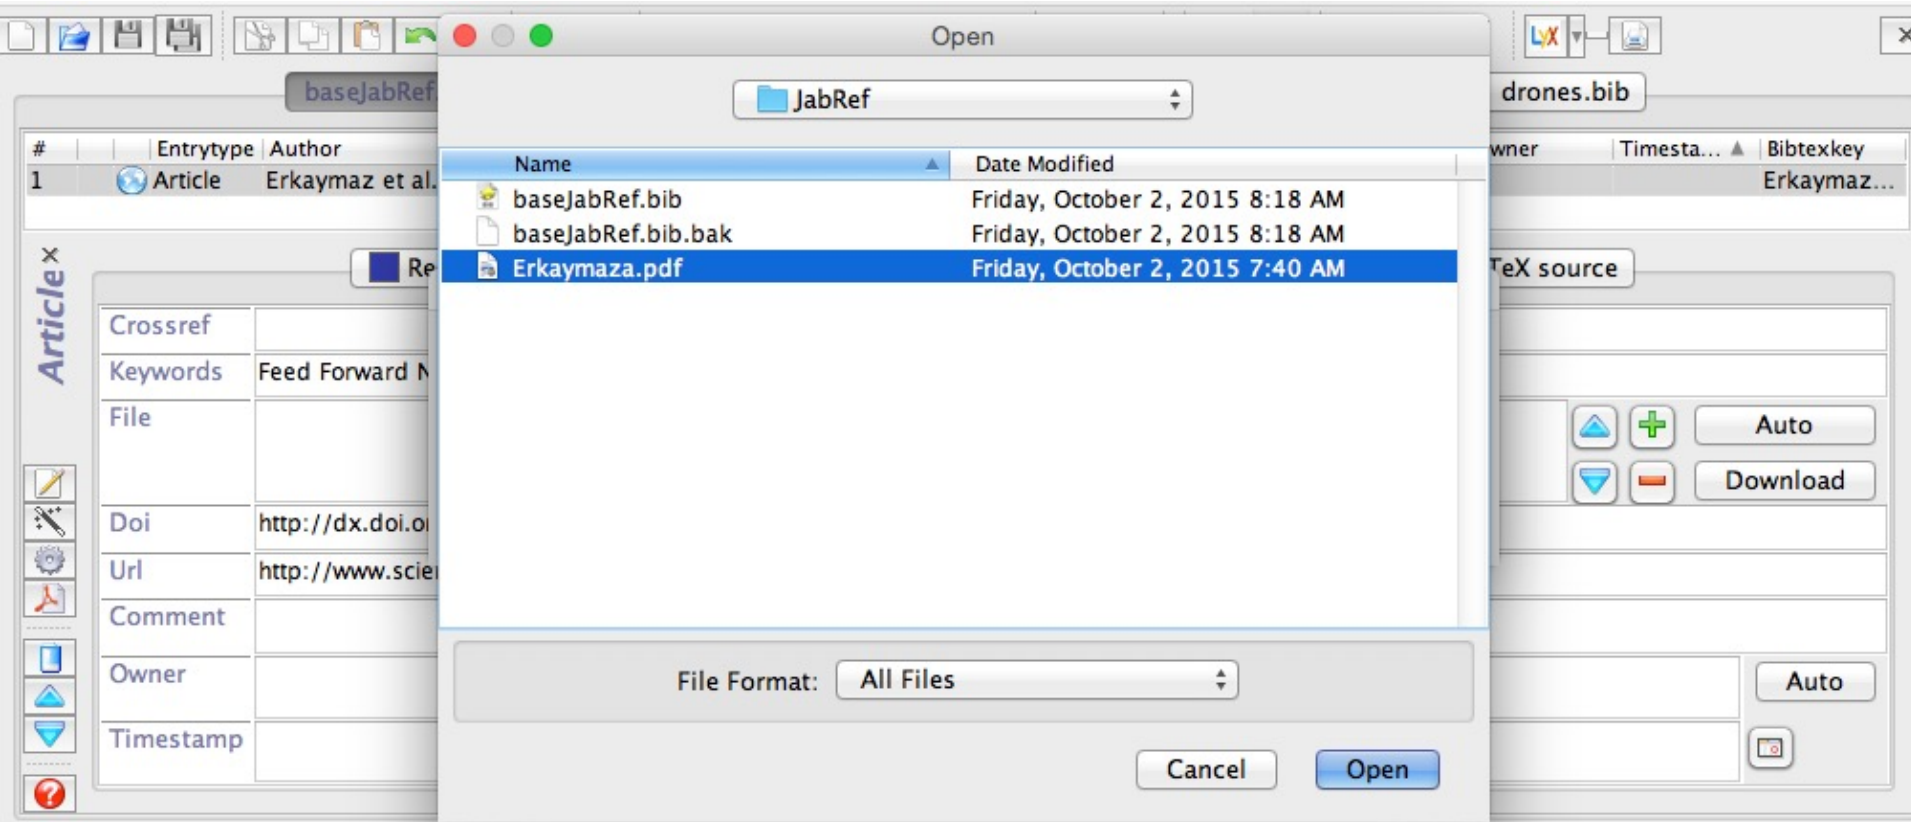 Open
LyX
baseJabRef.
JabRef
drones.bib
# Entrytype Author
Name Date Modified
wner Timesta... Bibtexkey
1 Article Erkaymaz et al.
Erkaymaz...
baseJabRef.bib Friday, October 2, 2015 8:18 AM
baseJabRef.bib.bak Friday, October 2, 2015 8:18 AM
Erkaymaza.pdf Friday, October 2, 2015 7:40 AM
Article
Re
TeX source
Crossref
Keywords Feed Forward N
File
Auto
Download
Doi http://dx.doi.o
Url http://www.scie
Comment
Owner
File Format: All Files
Auto
Timestamp
Cancel Open